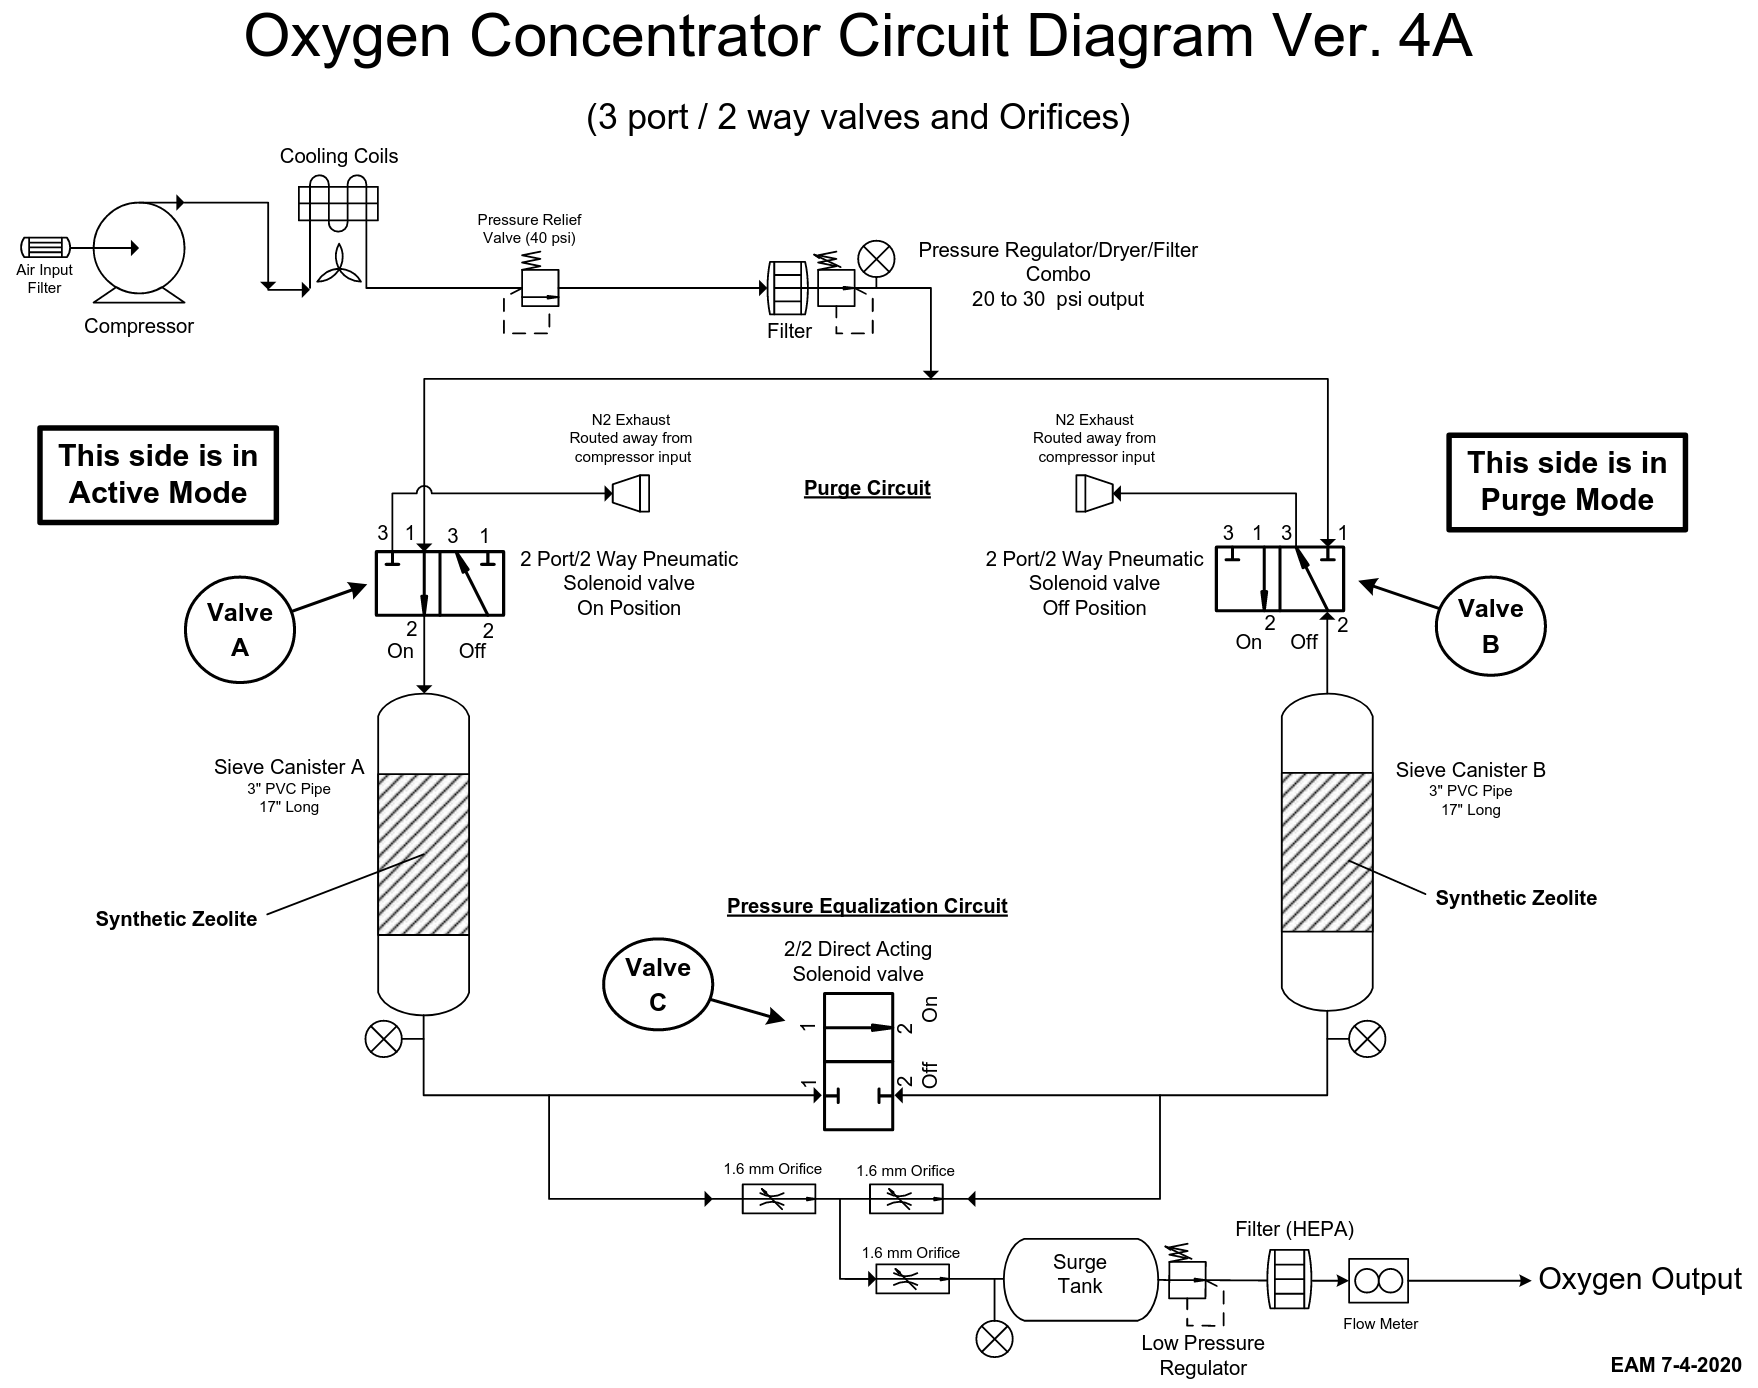 Oxygen Concentrator Circuit Diagram Ver. 4A
(3 port / 2 way valves and Orifices)
Cooling Coils
Air Input
Filter
Compressor
Pressure Relief
Valve (40 psi)
Filter
Pressure Regulator/Dryer/Filter
Combo
20 to 30  psi output
This side is in
Active Mode
N2 Exhaust
Routed away from
compressor input
Purge Circuit
N2 Exhaust
Routed away from
compressor input
This side is in
Purge Mode
3 1 3 1
2 Port/2 Way Pneumatic
Solenoid valve
On Position
2 2
On Off
Valve
A
2 Port/2 Way Pneumatic
Solenoid valve
Off Position
3 1 3 1
2 2
On Off
Valve
B
Sieve Canister A
3" PVC Pipe
17" Long
Synthetic Zeolite
Sieve Canister B
3" PVC Pipe
17" Long
Synthetic Zeolite
Pressure Equalization Circuit
2/2 Direct Acting
Solenoid valve
Valve
C
1 2 On
1 2 Off
1.6 mm Orifice
1.6 mm Orifice
1.6 mm Orifice
Surge
Tank
Low Pressure
Regulator
Filter (HEPA)
Flow Meter
Oxygen Output
EAM 7-4-2020